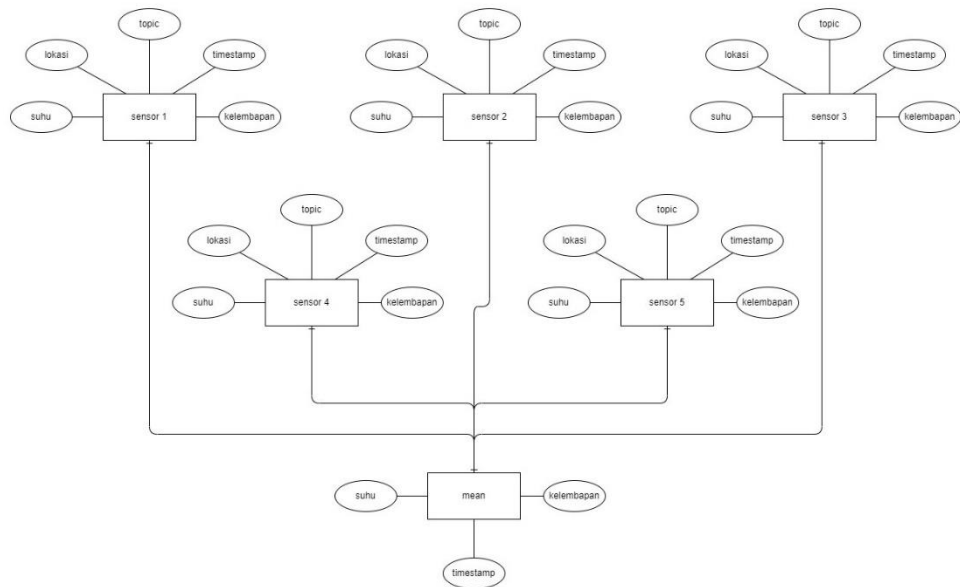 topic
lokasi
timestamp
suhu
sensor 1
kelembapan
topic
lokasi
timestamp
suhu
sensor 2
kelembapan
topic
lokasi
timestamp
suhu
sensor 3
kelembapan
topic
lokasi
timestamp
suhu
sensor 4
kelembapan
topic
lokasi
timestamp
suhu
sensor 5
kelembapan
suhu
mean
kelembapan
timestamp